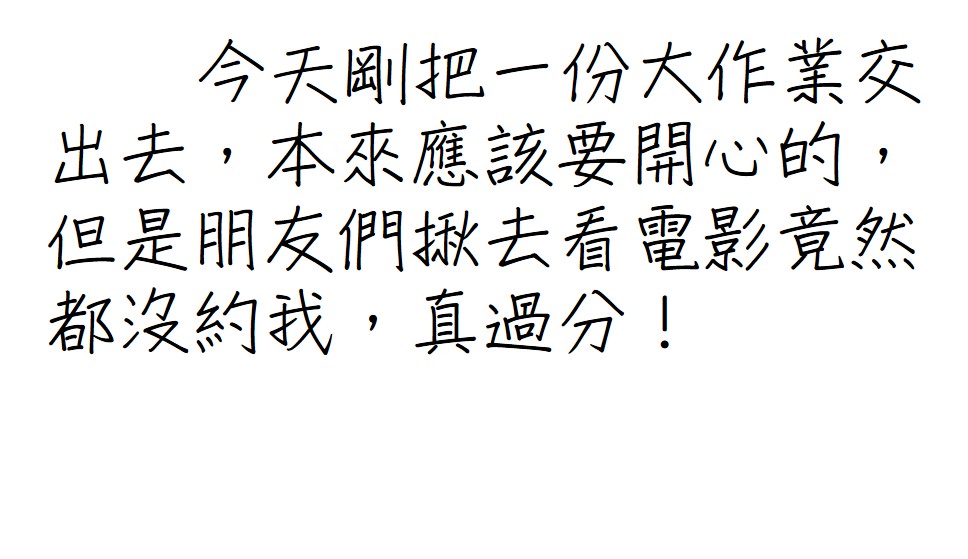 今天剛把一份大作業交
出去，本來應該要開心的，
但是朋友們揪去看電影竟然
都沒約我，真過分！